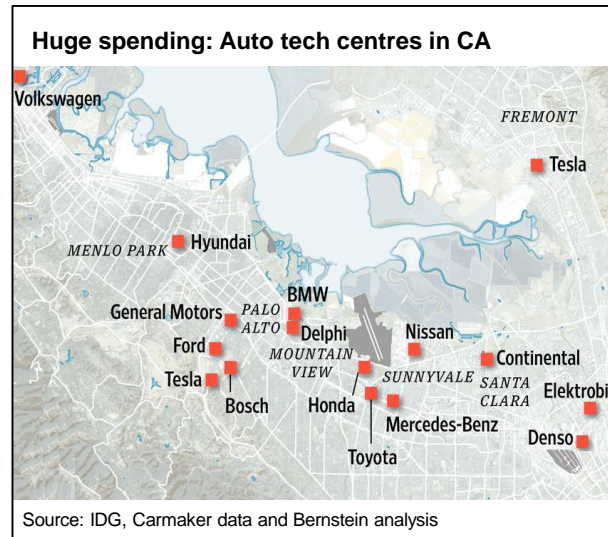 Huge spending: Auto tech centres in CA
Volkswagen
FREMONT
Tesla
MENLO PARK
Hyundai
General Motors
PALO
ALTO
BMW
Delphi
Ford
MOUNTAIN
VIEW
Nissan
Continental
Tesla
Bosch
Honda
SUNNYVALE
SANTA
CLARA
Elektrobi
Mercedes-Benz
Toyota
Denso
Source: IDG, Carmaker data and Bernstein analysis